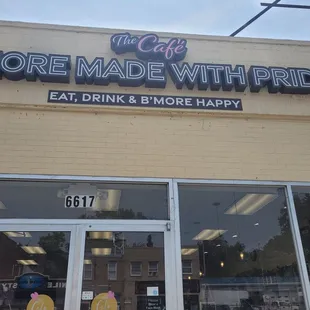 The Café
ORE MADE WITH PRID
EAT, DRINK & B'MORE HAPPY
6617